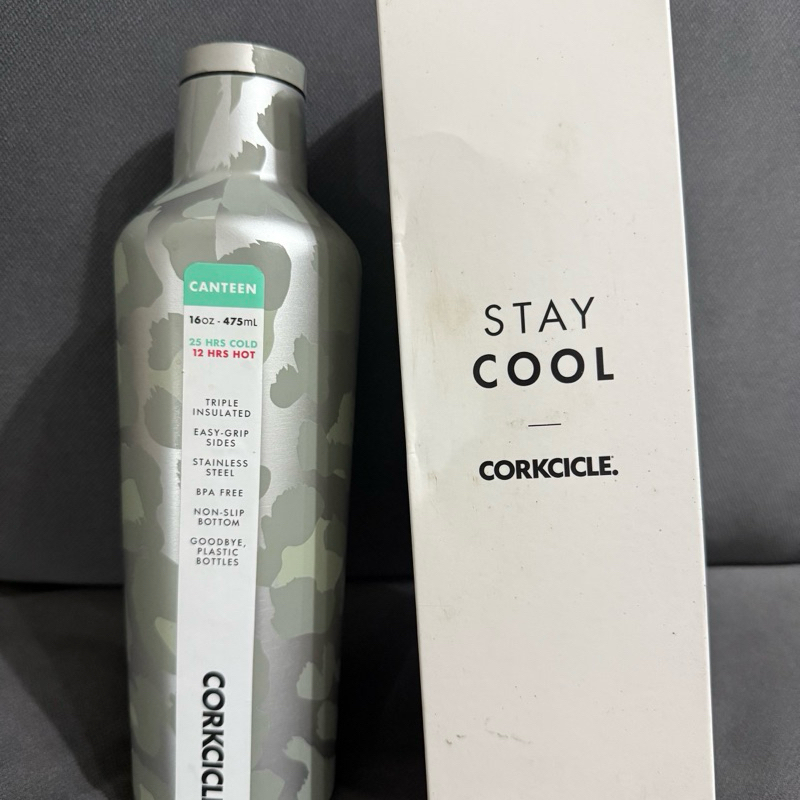 CANTEEN
16oz - 475mL
25 HRS COLD
12 HRS HOT
TRIPLE
INSULATED
EASY-GRIP
SIDES
STAINLESS
STEEL
BPA FREE
NON-SLIP
BOTTOM
GOODBYE,
PLASTIC
BOTTLES
CORKCICL
STAY
COOL
CORKCICLE.